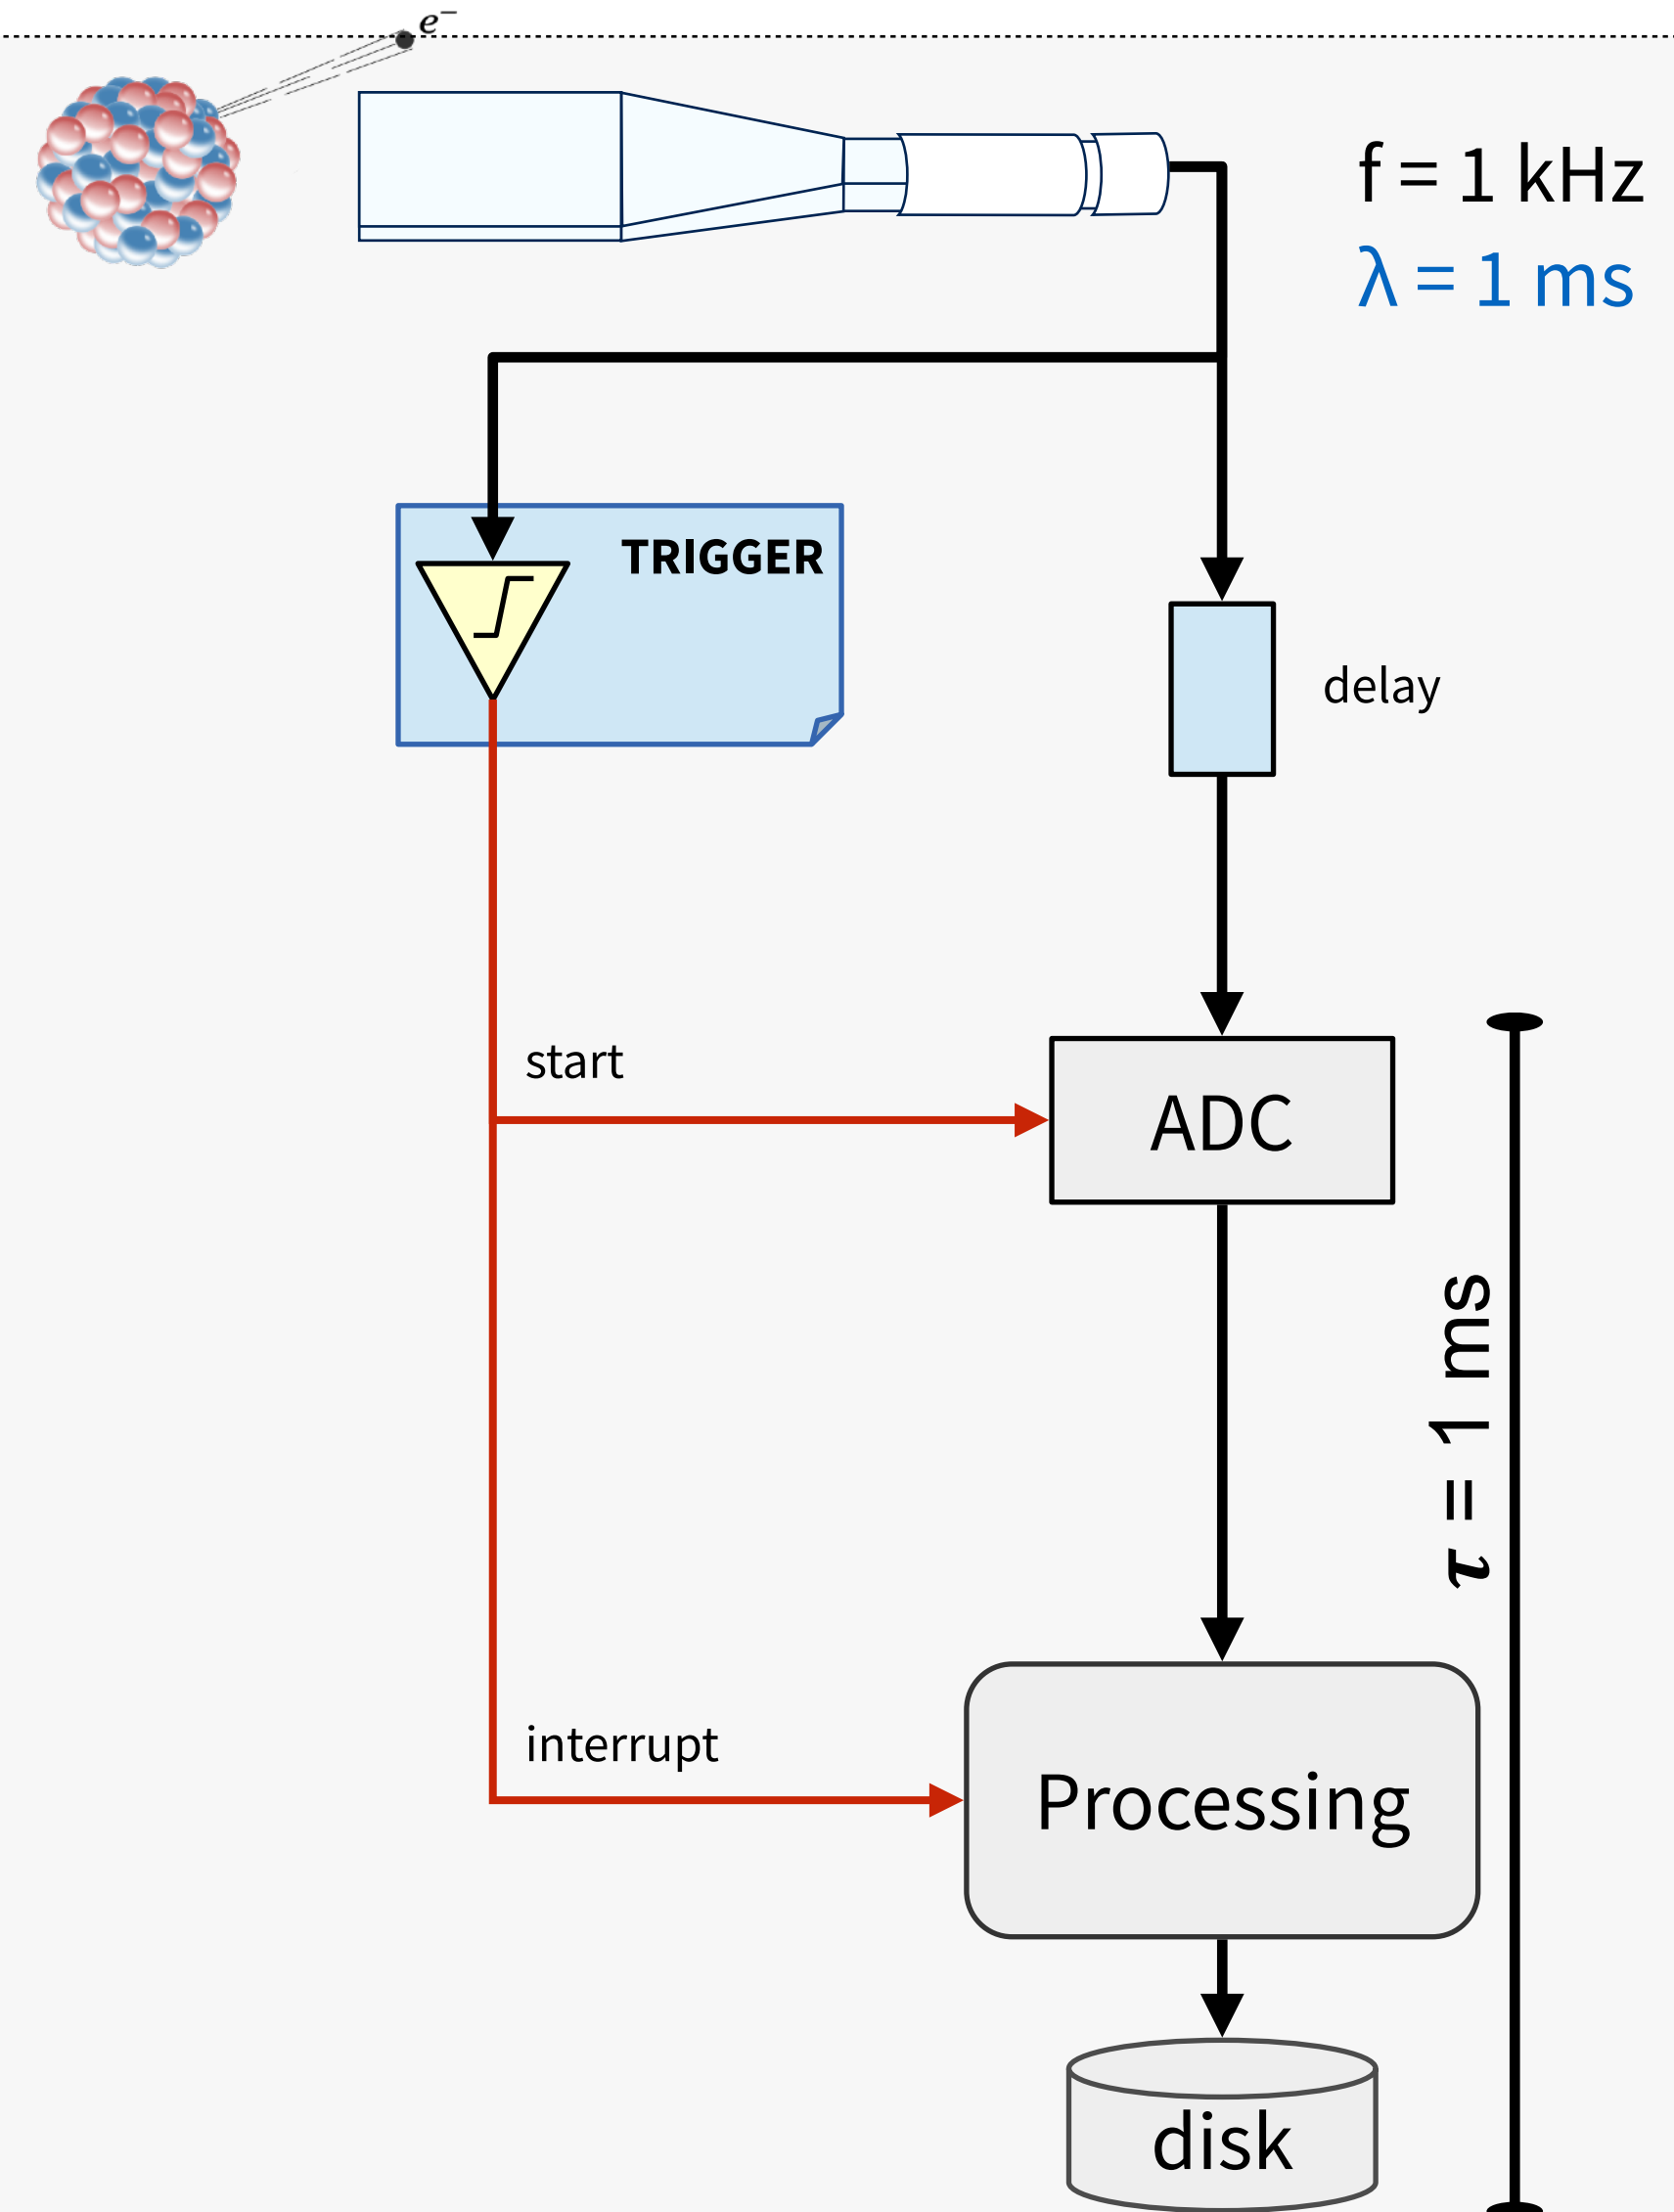 e⁻
f = 1 kHz
λ = 1 ms
TRIGGER
delay
start
ADC
τ = 1 ms
interrupt
Processing
disk